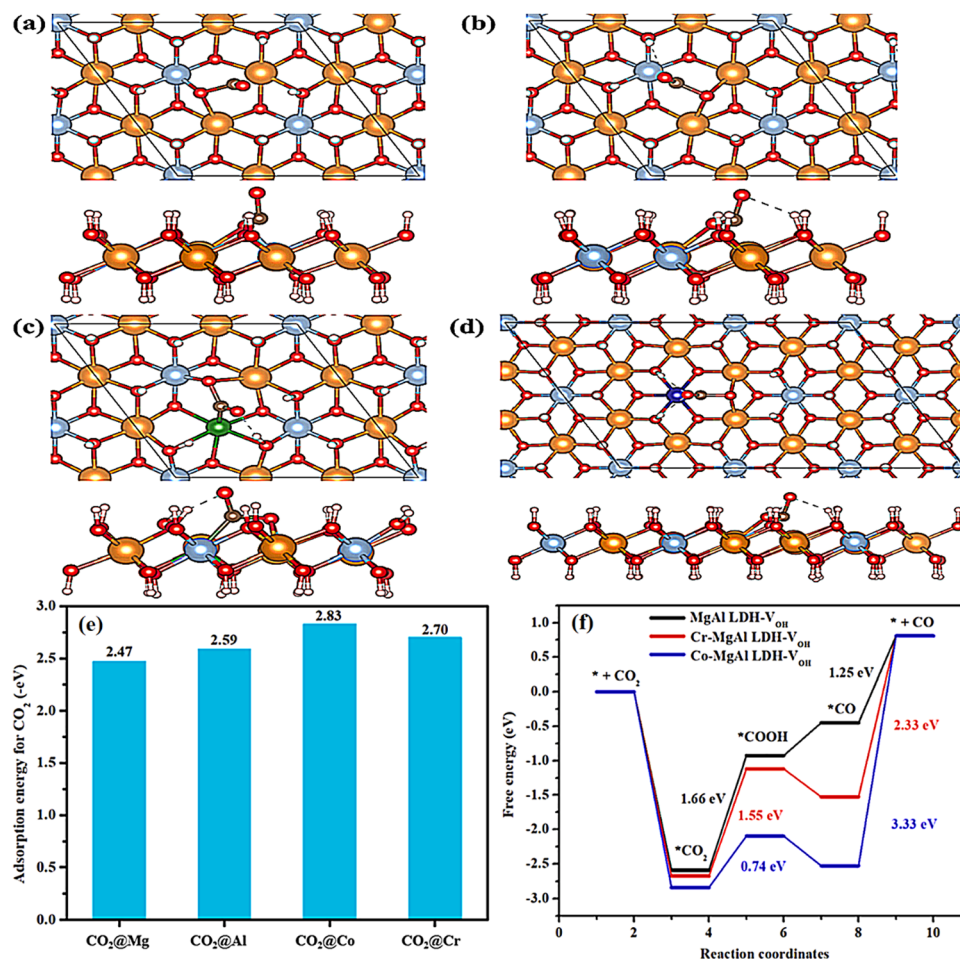 (a)
(b)
(c)
(d)
(e)
Adsorption energy for CO₂ (-eV)
3.0
2.5
2.0
1.5
1.0
0.5
0.0
2.47
2.59
2.83
2.70
CO₂@Mg
CO₂@Al
CO₂@Co
CO₂@Cr
(f)
MgAl LDH-V_OH
Cr-MgAl LDH-V_OH
Co-MgAl LDH-V_OH
Free energy (eV)
1.0
0.5
0.0
-0.5
-1.0
-1.5
-2.0
-2.5
-3.0
* + CO₂
* + CO
1.25 eV
*CO
*COOH
2.33 eV
1.66 eV
1.55 eV
3.33 eV
*CO₂
0.74 eV
0 2 4 6 8 10
Reaction coordinates